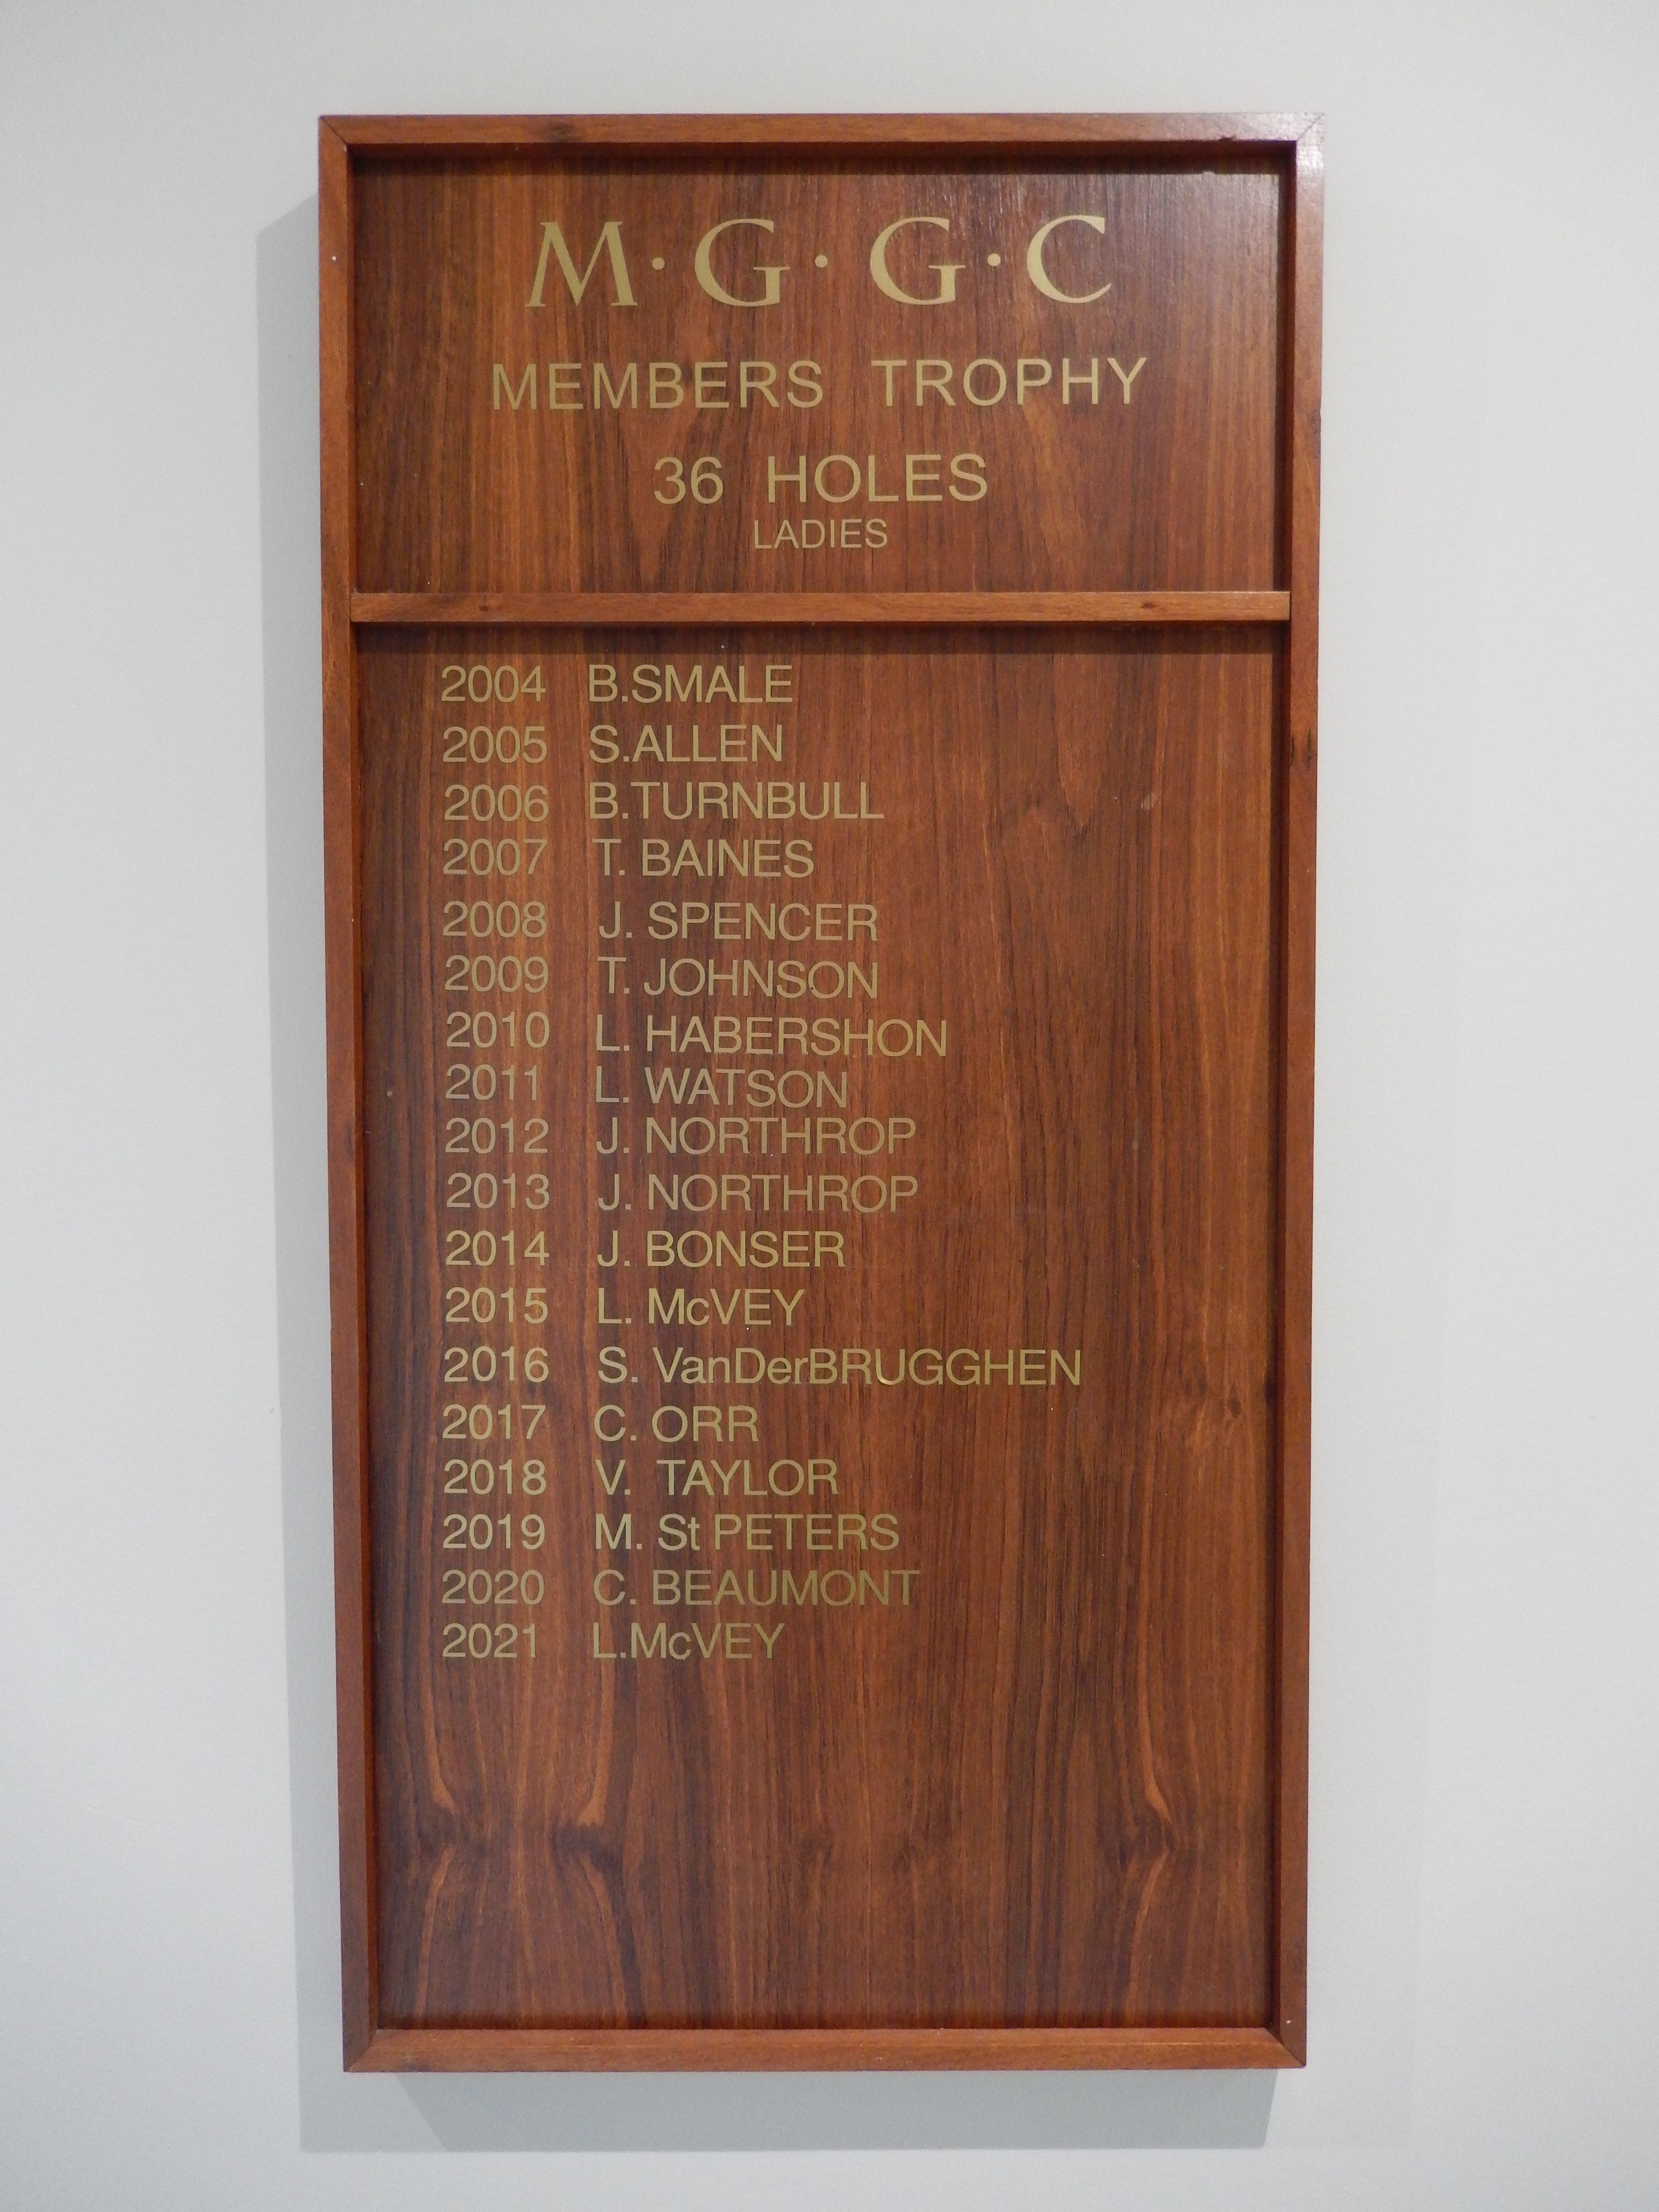 M·G·G·C
MEMBERS TROPHY
36 HOLES
LADIES
2004 B.SMALE
2005 S.ALLEN
2006 B.TURNBULL
2007 T. BAINES
2008 J. SPENCER
2009 T. JOHNSON
2010 L. HABERSHON
2011 L. WATSON
2012 J. NORTHROP
2013 J. NORTHROP
2014 J. BONSER
2015 L. McVEY
2016 S. VanDerBRUGGHEN
2017 C. ORR
2018 V. TAYLOR
2019 M. St PETERS
2020 C. BEAUMONT
2021 L.McVEY